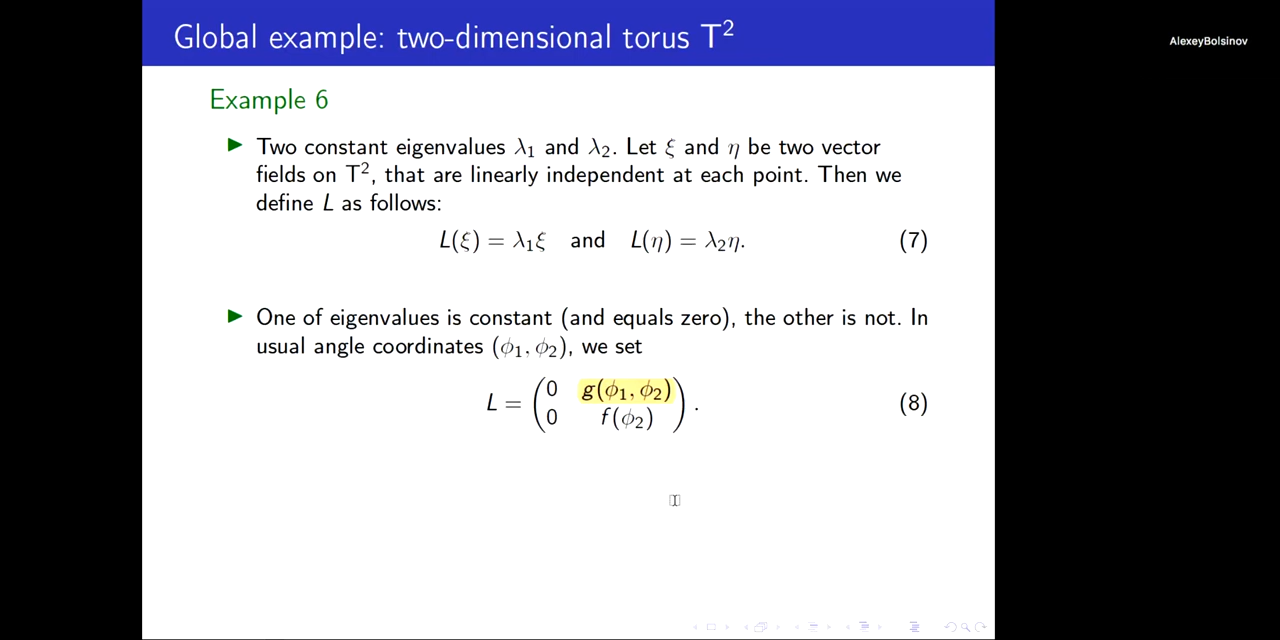 Global example: two-dimensional torus T²
AlexeyBolsinov
Example 6
▶ Two constant eigenvalues λ₁ and λ₂. Let ξ and η be two vector
fields on T², that are linearly independent at each point. Then we
define L as follows:
L(ξ) = λ₁ξ and L(η) = λ₂η. (7)
▶ One of eigenvalues is constant (and equals zero), the other is not. In
usual angle coordinates (ϕ₁, ϕ₂), we set
L = ( 0 g(ϕ₁, ϕ₂)
0 f(ϕ₂) ) . (8)